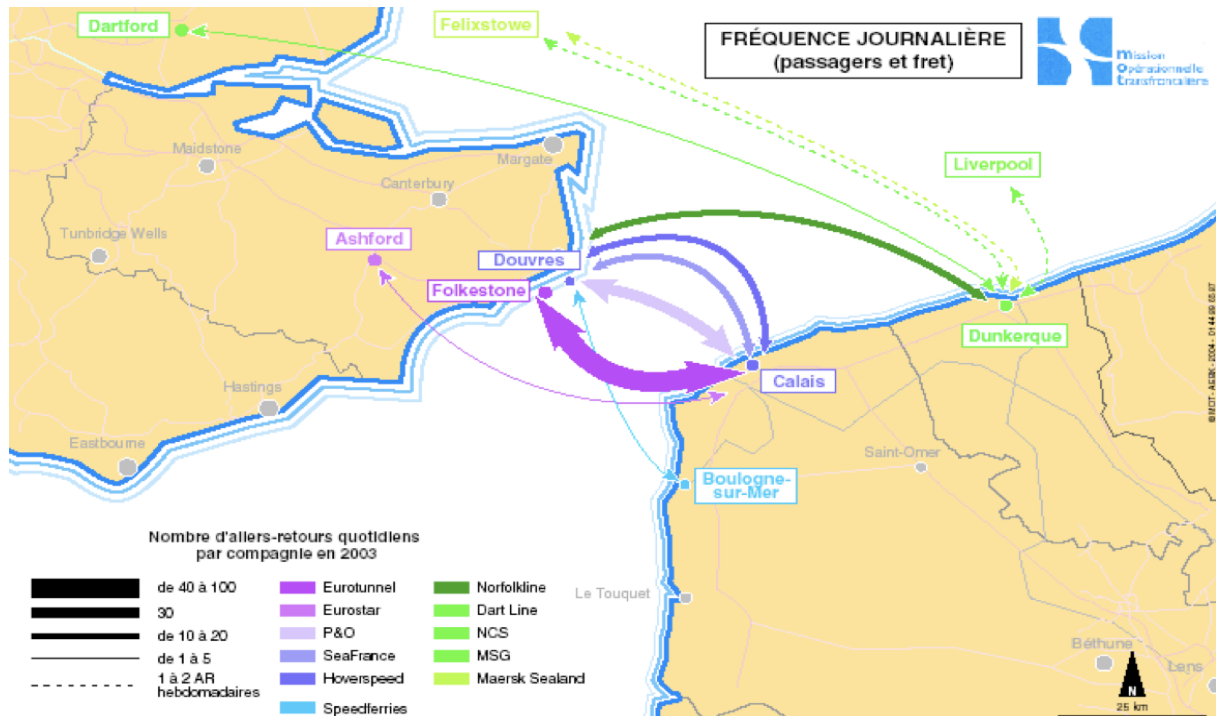 Dartford
Felixstowe
FRÉQUENCE JOURNALIÈRE
(passagers et fret)
Mission
Opérationnelle
transfrontalière
Maidstone
Margate
Canterbury
Liverpool
Tunbridge Wells
Ashford
Douvres
Folkestone
Dunkerque
Calais
Hastings
Eastbourne
Saint-Omer
Boulogne-
sur-Mer
Le Touquet
Béthune
Lens
Nombre d'allers-retours quotidiens
par compagnie en 2003
de 40 à 100
30
de 10 à 20
de 1 à 5
1 à 2 AR
hebdomadaires
Eurotunnel
Eurostar
P&O
SeaFrance
Hoverspeed
Speedferries
Norfolkline
Dart Line
NCS
MSG
Maersk Sealand
N
25 km